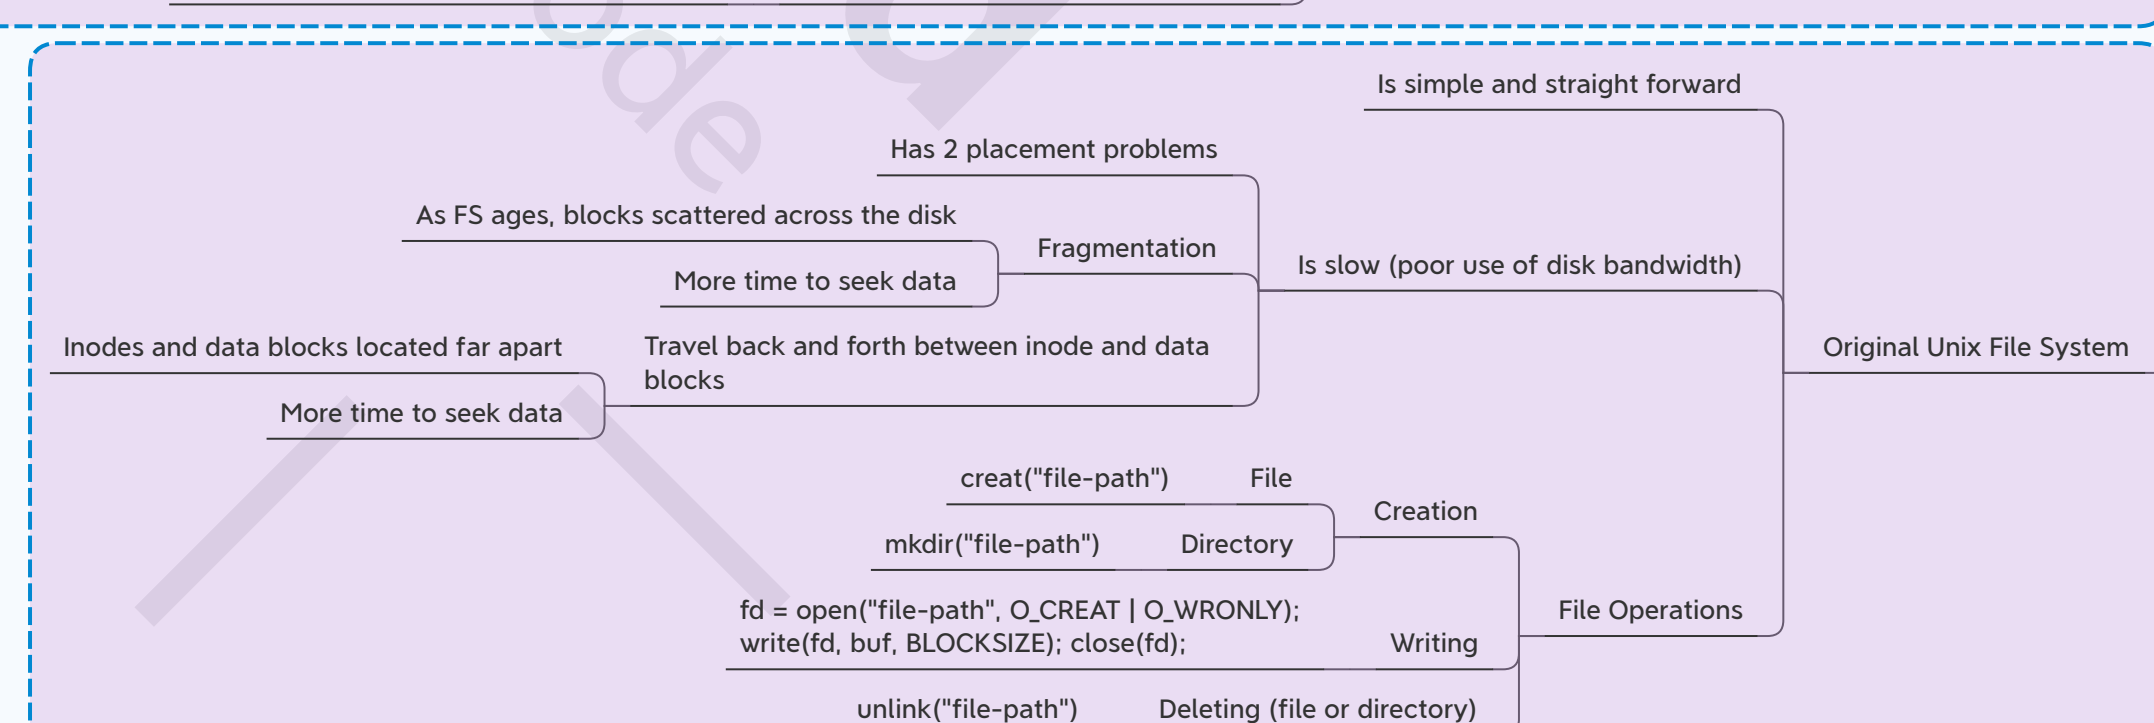 Is simple and straight forward
Has 2 placement problems
As FS ages, blocks scattered across the disk
Fragmentation
Is slow (poor use of disk bandwidth)
More time to seek data
Inodes and data blocks located far apart
Travel back and forth between inode and data
blocks
Original Unix File System
More time to seek data
creat("file-path")
File
Creation
mkdir("file-path")
Directory
fd = open("file-path", O_CREAT | O_WRONLY);
write(fd, buf, BLOCKSIZE); close(fd);
Writing
File Operations
unlink("file-path")
Deleting (file or directory)
ode